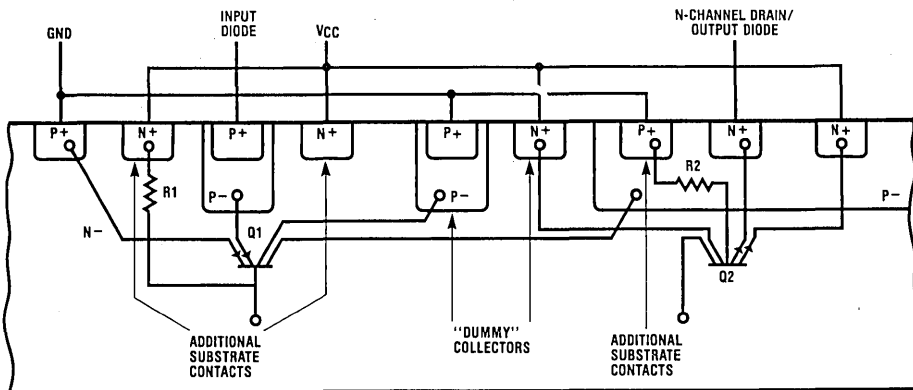 GND
INPUT
DIODE
VCC
N-CHANNEL DRAIN/
OUTPUT DIODE
P+
N+
P+
N+
P+
N+
P+
N+
N+
R1
P-
P-
R2
P-
N-
Q1
Q2
ADDITIONAL
SUBSTRATE
CONTACTS
"DUMMY"
COLLECTORS
ADDITIONAL
SUBSTRATE
CONTACTS